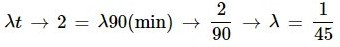 λt → 2 = λ90(min) → 2/90 → λ = 1/45